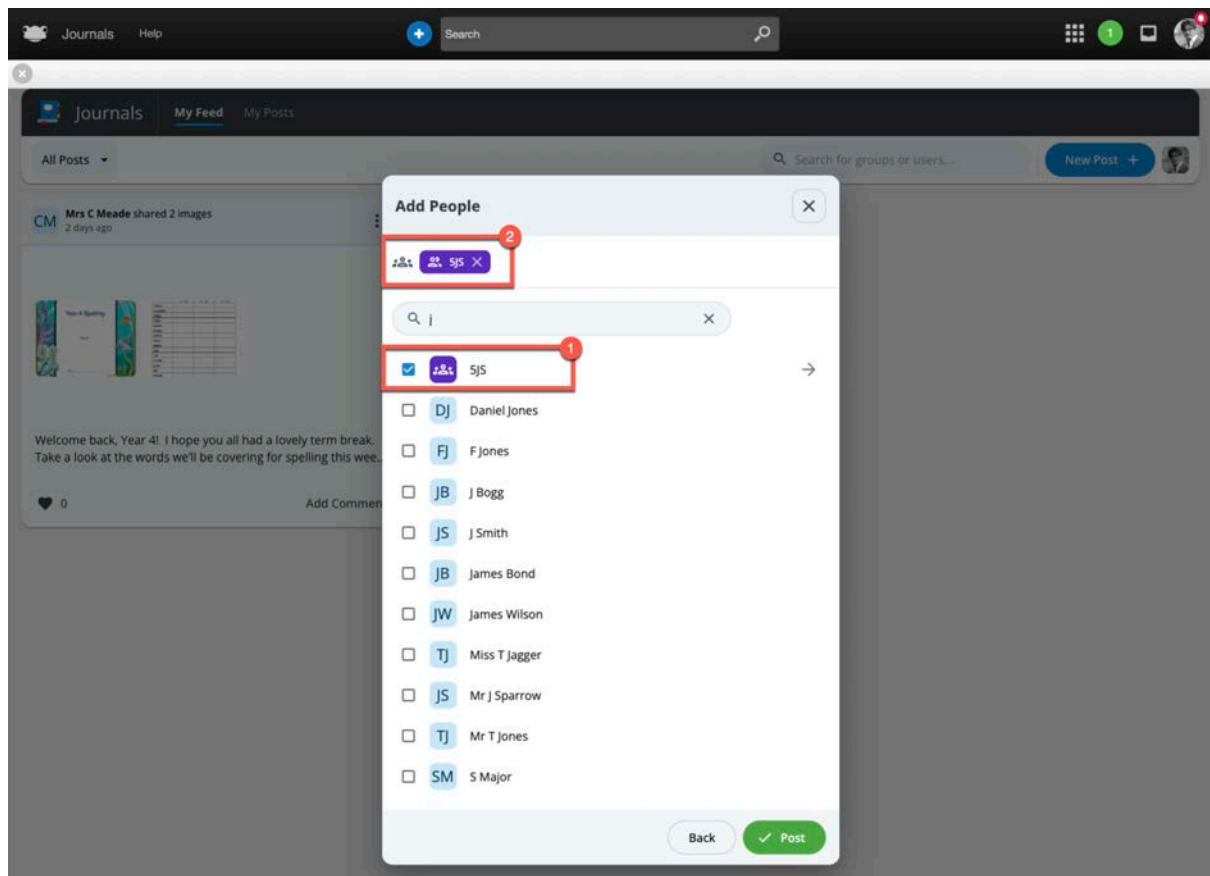 Journals Help Search 1
Journals My Feed My Posts
All Posts Search for groups or users... New Post +
CM Mrs C Meade shared 2 images
2 days ago
Year 4 Spelling
Welcome back, Year 4! I hope you all had a lovely term break.
Take a look at the words we'll be covering for spelling this wee...
0 Add Commen
Add People
2
5JS
j
1
5JS
DJ Daniel Jones
FJ F Jones
JB J Bogg
JS J Smith
JB James Bond
JW James Wilson
TJ Miss T Jagger
JS Mr J Sparrow
TJ Mr T Jones
SM S Major
Back Post